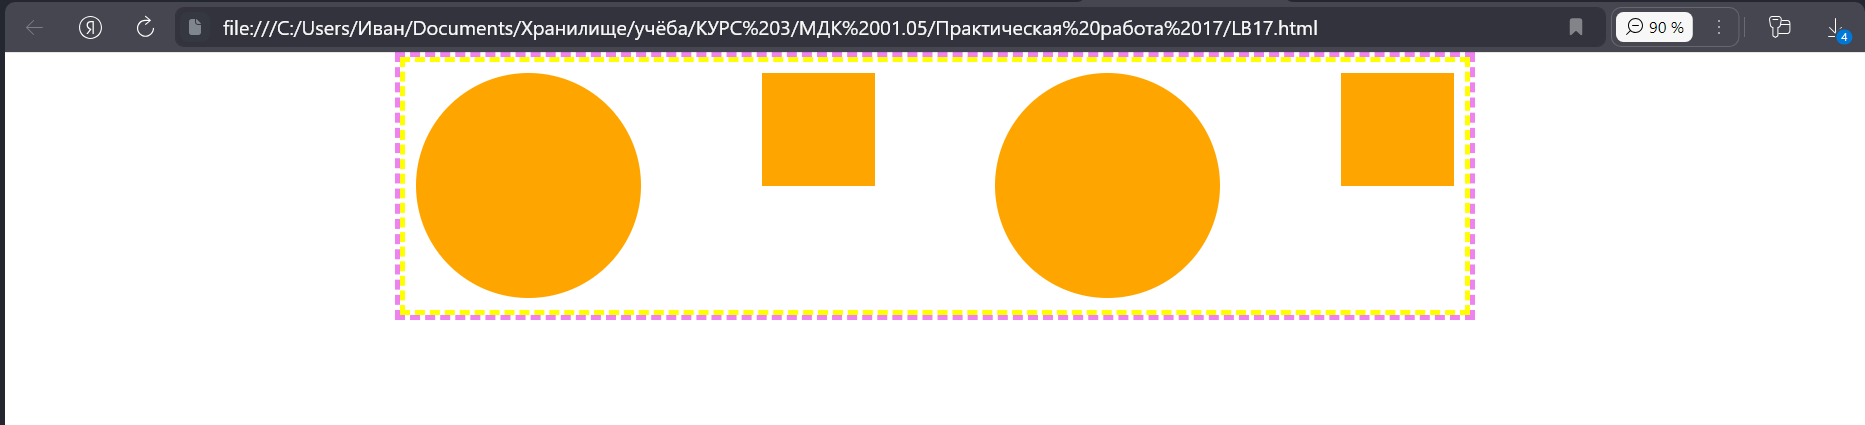 Я
file:///C:/Users/Иван/Documents/Хранилище/учёба/КУРС%203/МДК%2001.05/Практическая%20работа%2017/LB17.html
90 %
4